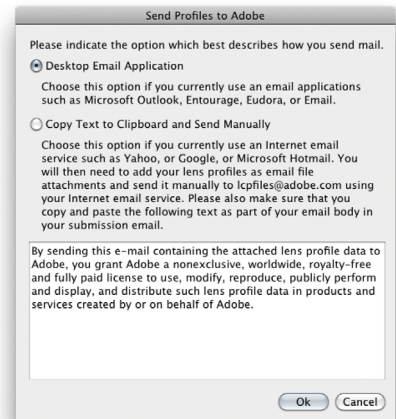 Send Profiles to Adobe
Please indicate the option which best describes how you send mail.
Desktop Email Application
Choose this option if you currently use an email applications
such as Microsoft Outlook, Entourage, Eudora, or Email.
Copy Text to Clipboard and Send Manually
Choose this option if you currently use an Internet email
service such as Yahoo, or Google, or Microsoft Hotmail. You
will then need to add your lens profiles as email file
attachments and send it manually to lcpfiles@adobe.com using
your Internet email service. Please also make sure that you
copy and paste the following text as part of your email body in
your submission email.
By sending this e-mail containing the attached lens profile data to
Adobe, you grant Adobe a nonexclusive, worldwide, royalty-free
and fully paid license to use, modify, reproduce, publicly perform
and display, and distribute such lens profile data in products and
services created by or on behalf of Adobe.
Ok Cancel